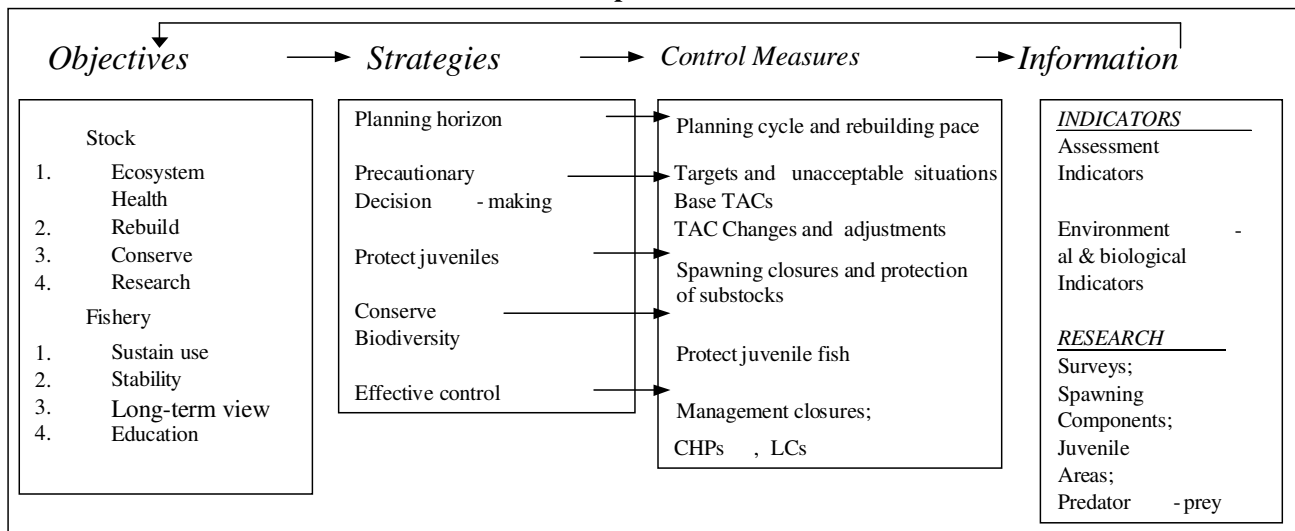 Objectives
Strategies
Control Measures
Information
Stock
1. Ecosystem
Health
2. Rebuild
3. Conserve
4. Research
Fishery
1. Sustain use
2. Stability
3. Long-term view
4. Education
Planning horizon
Precautionary
Decision - making
Protect juveniles
Conserve
Biodiversity
Effective control
Planning cycle and rebuilding pace
Targets and unacceptable situations
Base TACs
TAC Changes and adjustments
Spawning closures and protection
of substocks
Protect juvenile fish
Management closures;
CHPs , LCs
INDICATORS
Assessment
Indicators
Environment -
al & biological
Indicators
RESEARCH
Surveys;
Spawning
Components;
Juvenile
Areas;
Predator - prey